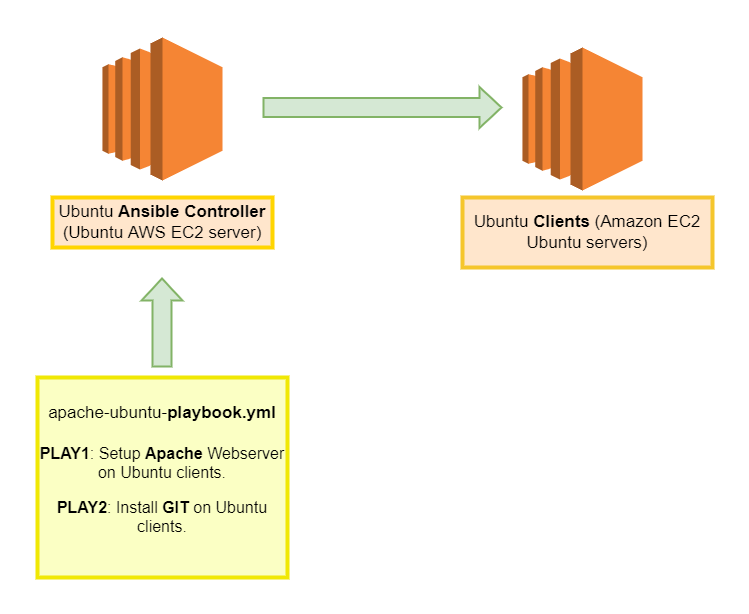 Ubuntu Ansible Controller
(Ubuntu AWS EC2 server)
Ubuntu Clients (Amazon EC2
Ubuntu servers)
apache-ubuntu-playbook.yml
PLAY1: Setup Apache Webserver
on Ubuntu clients.
PLAY2: Install GIT on Ubuntu
clients.